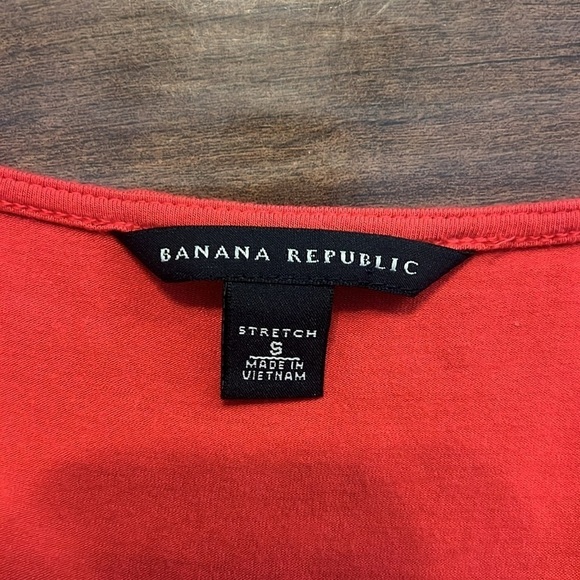 BANANA REPUBLIC
STRETCH
S
MADE IN
VIETNAM